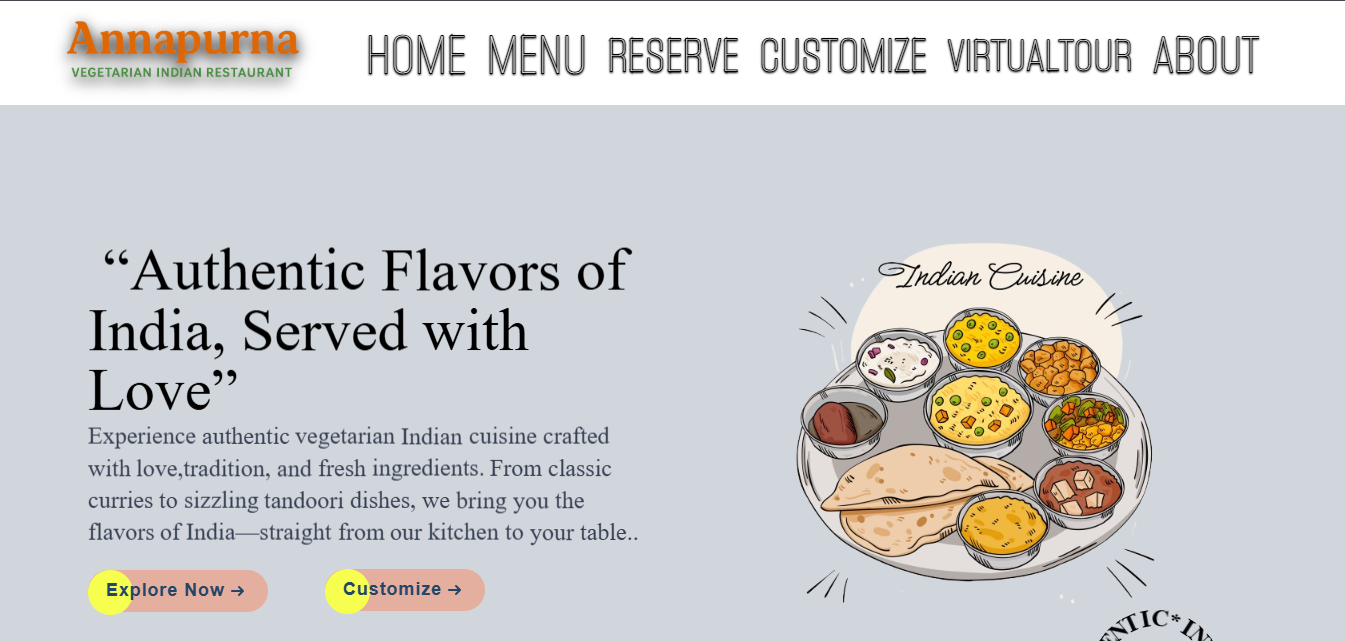 Annapurna
VEGETARIAN INDIAN RESTAURANT
HOME MENU RESERVE CUSTOMIZE VIRTUALTOUR ABOUT
“Authentic Flavors of
India, Served with
Love”
Experience authentic vegetarian Indian cuisine crafted
with love,tradition, and fresh ingredients. From classic
curries to sizzling tandoori dishes, we bring you the
flavors of India—straight from our kitchen to your table..
Explore Now →
Customize →
Indian Cuisine
ENTIC* IN